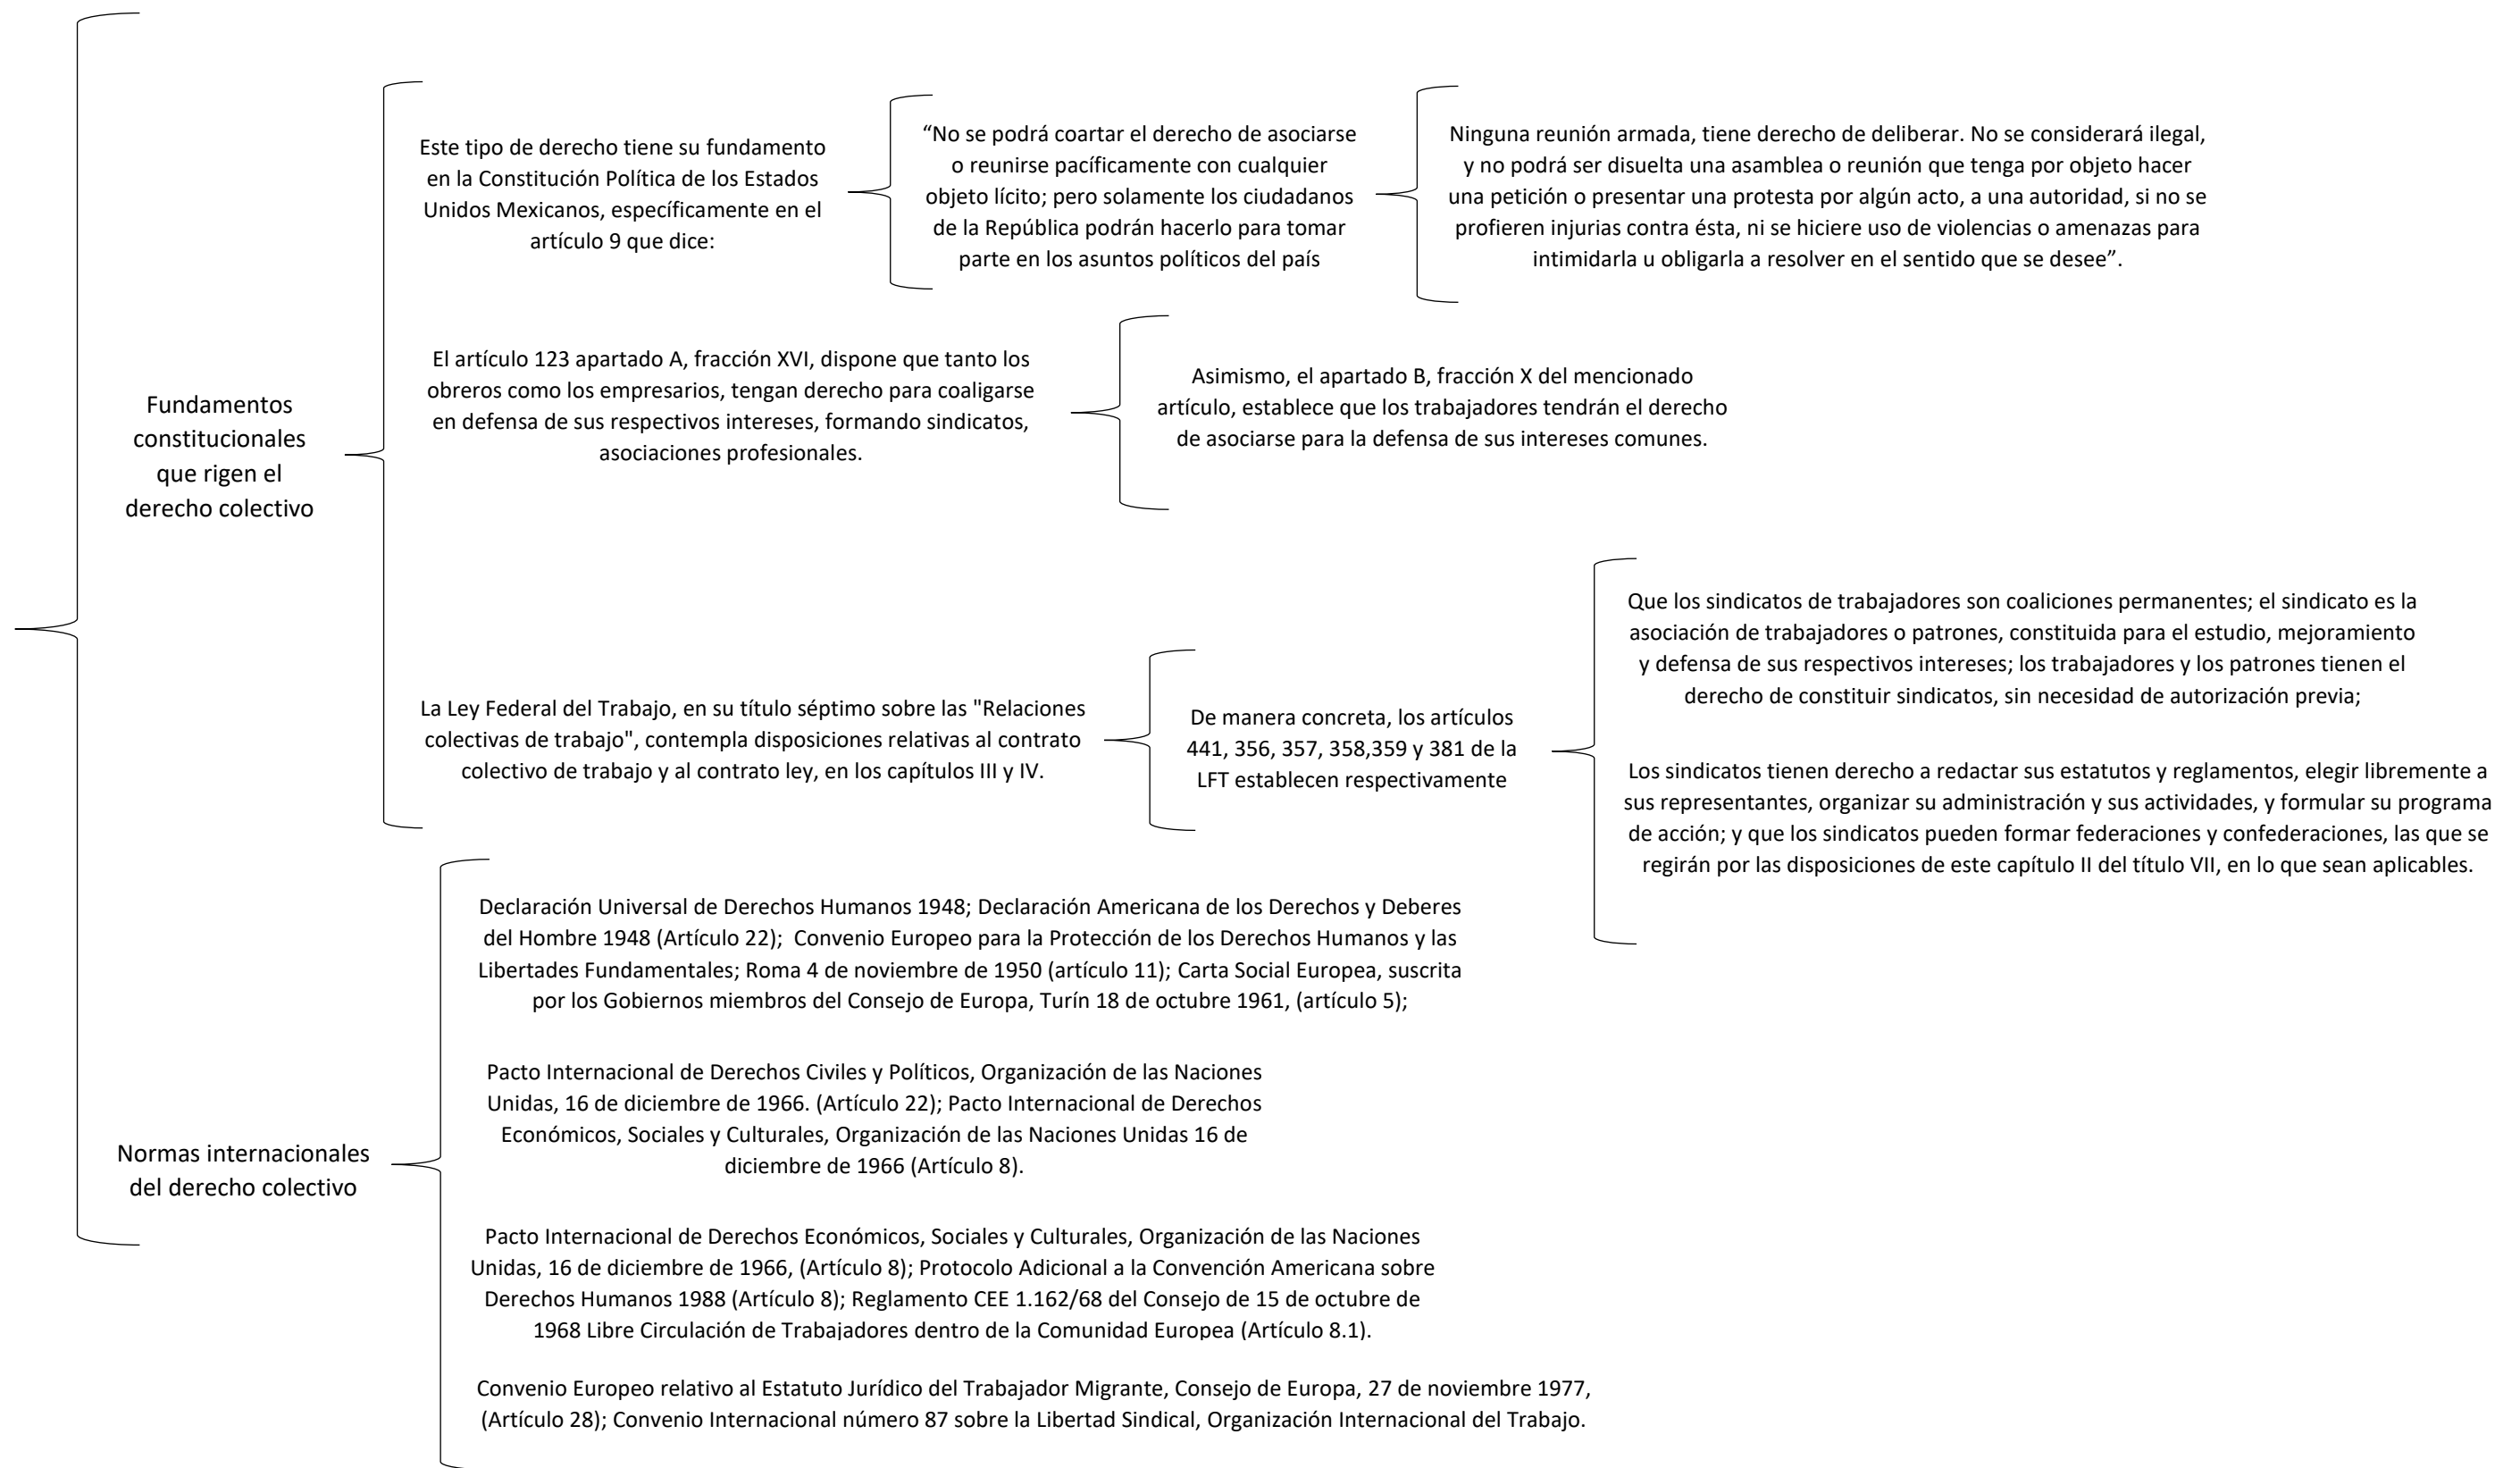 Fundamentos
constitucionales
que rigen el
derecho colectivo
Este tipo de derecho tiene su fundamento
en la Constitución Política de los Estados
Unidos Mexicanos, específicamente en el
artículo 9 que dice:
“No se podrá coartar el derecho de asociarse
o reunirse pacíficamente con cualquier
objeto lícito; pero solamente los ciudadanos
de la República podrán hacerlo para tomar
parte en los asuntos políticos del país
Ninguna reunión armada, tiene derecho de deliberar. No se considerará ilegal,
y no podrá ser disuelta una asamblea o reunión que tenga por objeto hacer
una petición o presentar una protesta por algún acto, a una autoridad, si no se
profieren injurias contra ésta, ni se hiciere uso de violencias o amenazas para
intimidarla u obligarla a resolver en el sentido que se desee”.
El artículo 123 apartado A, fracción XVI, dispone que tanto los
obreros como los empresarios, tengan derecho para coaligarse
en defensa de sus respectivos intereses, formando sindicatos,
asociaciones profesionales.
Asimismo, el apartado B, fracción X del mencionado
artículo, establece que los trabajadores tendrán el derecho
de asociarse para la defensa de sus intereses comunes.
La Ley Federal del Trabajo, en su título séptimo sobre las "Relaciones
colectivas de trabajo", contempla disposiciones relativas al contrato
colectivo de trabajo y al contrato ley, en los capítulos III y IV.
De manera concreta, los artículos
441, 356, 357, 358,359 y 381 de la
LFT establecen respectivamente
Que los sindicatos de trabajadores son coaliciones permanentes; el sindicato es la
asociación de trabajadores o patrones, constituida para el estudio, mejoramiento
y defensa de sus respectivos intereses; los trabajadores y los patrones tienen el
derecho de constituir sindicatos, sin necesidad de autorización previa;
Los sindicatos tienen derecho a redactar sus estatutos y reglamentos, elegir libremente a
sus representantes, organizar su administración y sus actividades, y formular su programa
de acción; y que los sindicatos pueden formar federaciones y confederaciones, las que se
regirán por las disposiciones de este capítulo II del título VII, en lo que sean aplicables.
Normas internacionales
del derecho colectivo
Declaración Universal de Derechos Humanos 1948; Declaración Americana de los Derechos y Deberes
del Hombre 1948 (Artículo 22); Convenio Europeo para la Protección de los Derechos Humanos y las
Libertades Fundamentales; Roma 4 de noviembre de 1950 (artículo 11); Carta Social Europea, suscrita
por los Gobiernos miembros del Consejo de Europa, Turín 18 de octubre 1961, (artículo 5);
Pacto Internacional de Derechos Civiles y Políticos, Organización de las Naciones
Unidas, 16 de diciembre de 1966. (Artículo 22); Pacto Internacional de Derechos
Económicos, Sociales y Culturales, Organización de las Naciones Unidas 16 de
diciembre de 1966 (Artículo 8).
Pacto Internacional de Derechos Económicos, Sociales y Culturales, Organización de las Naciones
Unidas, 16 de diciembre de 1966, (Artículo 8); Protocolo Adicional a la Convención Americana sobre
Derechos Humanos 1988 (Artículo 8); Reglamento CEE 1.162/68 del Consejo de 15 de octubre de
1968 Libre Circulación de Trabajadores dentro de la Comunidad Europea (Artículo 8.1).
Convenio Europeo relativo al Estatuto Jurídico del Trabajador Migrante, Consejo de Europa, 27 de noviembre 1977,
(Artículo 28); Convenio Internacional número 87 sobre la Libertad Sindical, Organización Internacional del Trabajo.